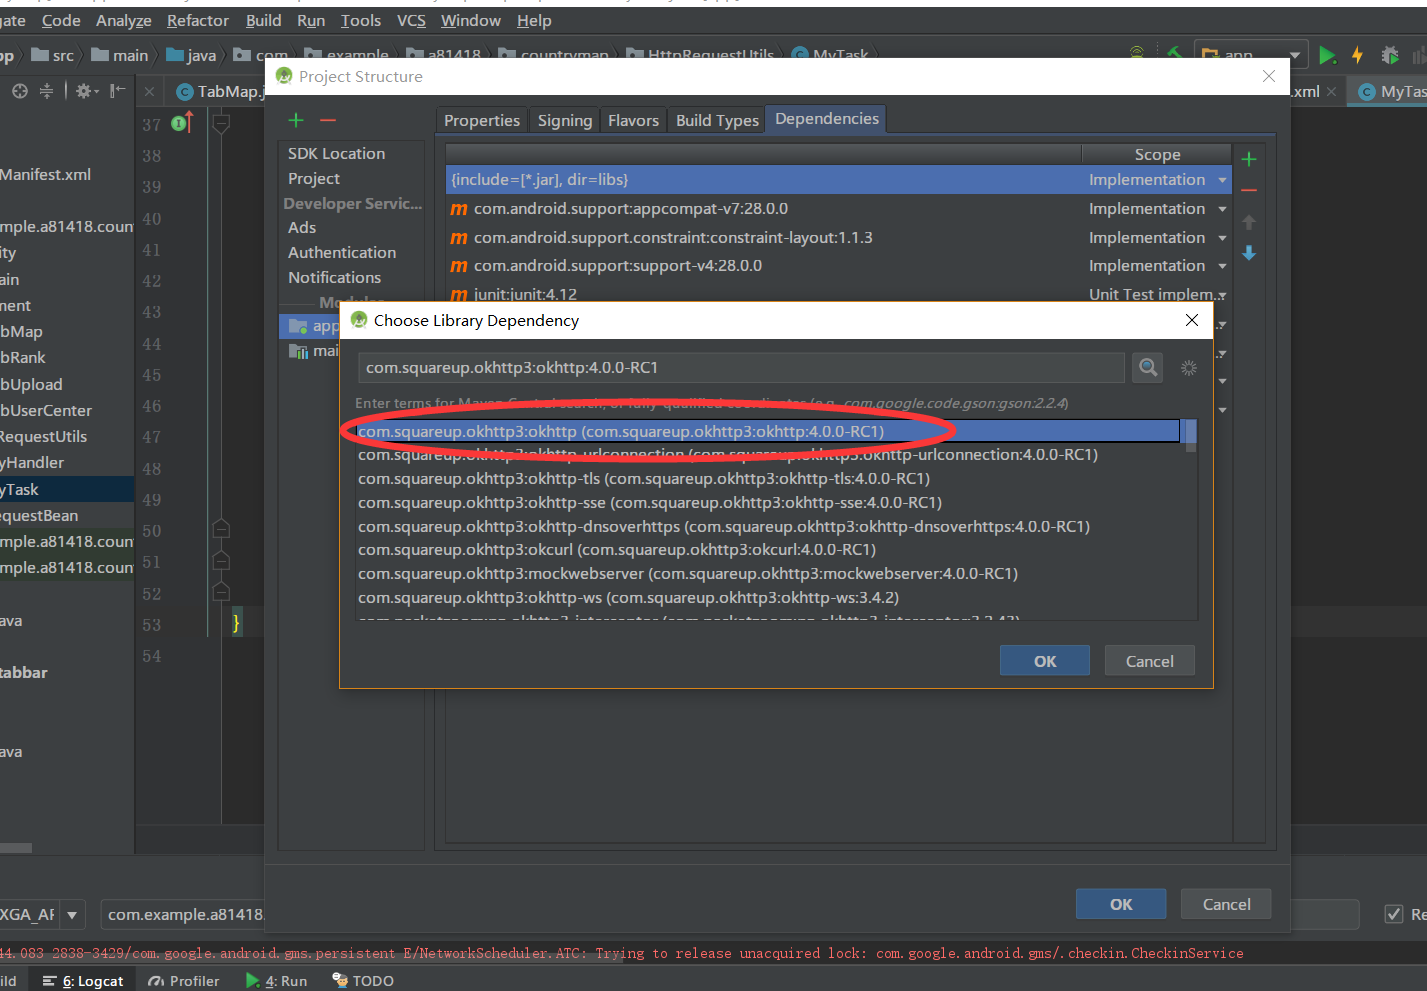 gate Code Analyze Refactor Build Run Tools VCS Window Help
pp src main java com example a81418 countrymap HttpRequestUtils MyTask app
TabMap.j .xml MyTas
Project Structure
Properties Signing Flavors Build Types Dependencies
SDK Location
Project
Developer Servic...
Ads
Authentication
Notifications
app
mai
Scope
{include=[*.jar], dir=libs} Implementation
m com.android.support:appcompat-v7:28.0.0 Implementation
m com.android.support.constraint:constraint-layout:1.1.3 Implementation
m com.android.support:support-v4:28.0.0 Implementation
m junit:junit:4.12 Unit Test implem...
Choose Library Dependency
com.squareup.okhttp3:okhttp:4.0.0-RC1
Enter terms for Maven Central search, or fully-qualified coordinates (e.g. com.google.code.gson:gson:2.2.4)
com.squareup.okhttp3:okhttp (com.squareup.okhttp3:okhttp:4.0.0-RC1)
com.squareup.okhttp3:okhttp-urlconnection (com.squareup.okhttp3:okhttp-urlconnection:4.0.0-RC1)
com.squareup.okhttp3:okhttp-tls (com.squareup.okhttp3:okhttp-tls:4.0.0-RC1)
com.squareup.okhttp3:okhttp-sse (com.squareup.okhttp3:okhttp-sse:4.0.0-RC1)
com.squareup.okhttp3:okhttp-dnsoverhttps (com.squareup.okhttp3:okhttp-dnsoverhttps:4.0.0-RC1)
com.squareup.okhttp3:okcurl (com.squareup.okhttp3:okcurl:4.0.0-RC1)
com.squareup.okhttp3:mockwebserver (com.squareup.okhttp3:mockwebserver:4.0.0-RC1)
com.squareup.okhttp3:okhttp-ws (com.squareup.okhttp3:okhttp-ws:3.4.2)
OK Cancel
OK Cancel
Manifest.xml
mple.a81418.coun
ity
ain
ment
bMap
bRank
bUpload
bUserCenter
RequestUtils
yHandler
yTask
equestBean
mple.a81418.coun
mple.a81418.coun
ava
tabbar
ava
37
38
39
40
41
42
43
44
45
46
47
48
49
50
51
52
53 }
54
XGA_AF com.example.a81418. Re
44.083 2838-3429/com.google.android.gms.persistent E/NetworkScheduler.ATC: Trying to release unacquired lock: com.google.android.gms/.checkin.CheckinService
ild 6: Logcat Profiler 4: Run TODO